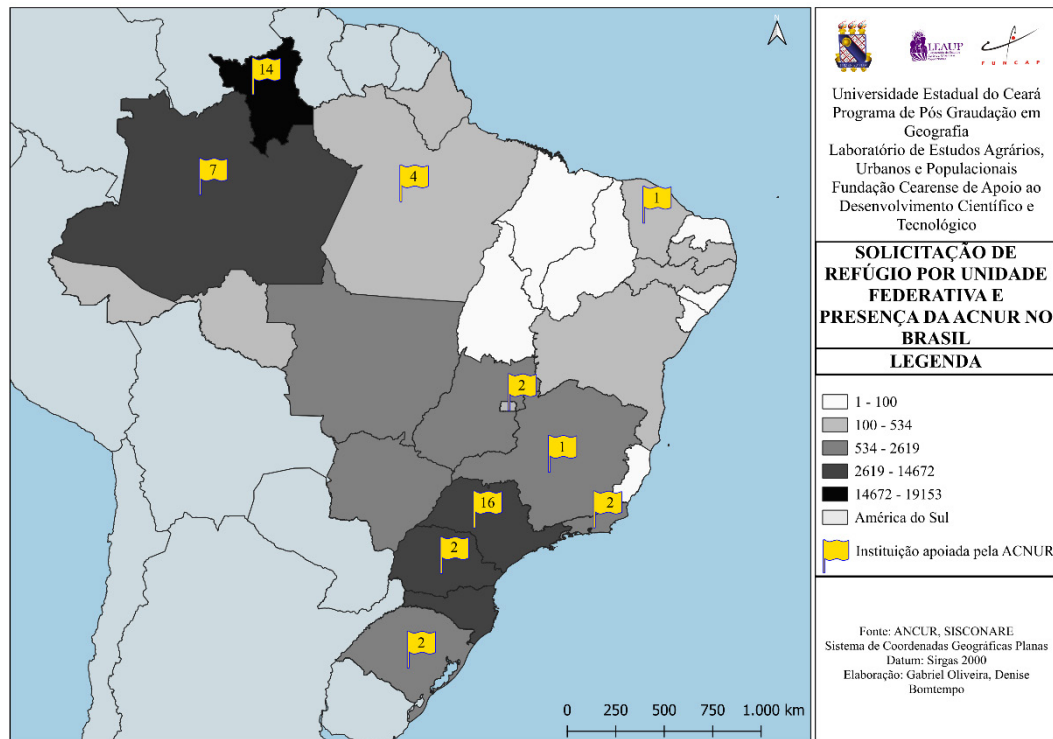 N
14
7
4
1
2
1
16
2
2
2
0 250 500 750 1.000 km
LEAUP
FUNCAP
Universidade Estadual do Ceará
Programa de Pós Graudação em
Geografia
Laboratório de Estudos Agrários,
Urbanos e Populacionais
Fundação Cearense de Apoio ao
Desenvolvimento Científico e
Tecnológico
SOLICITAÇÃO DE
REFÚGIO POR UNIDADE
FEDERATIVA E
PRESENÇA DA ACNUR NO
BRASIL
LEGENDA
1 - 100
100 - 534
534 - 2619
2619 - 14672
14672 - 19153
América do Sul
Instituição apoiada pela ACNUR
Fonte: ANCUR, SISCONARE
Sistema de Coordenadas Geográficas Planas
Datum: Sirgas 2000
Elaboração: Gabriel Oliveira, Denise
Bomtempo